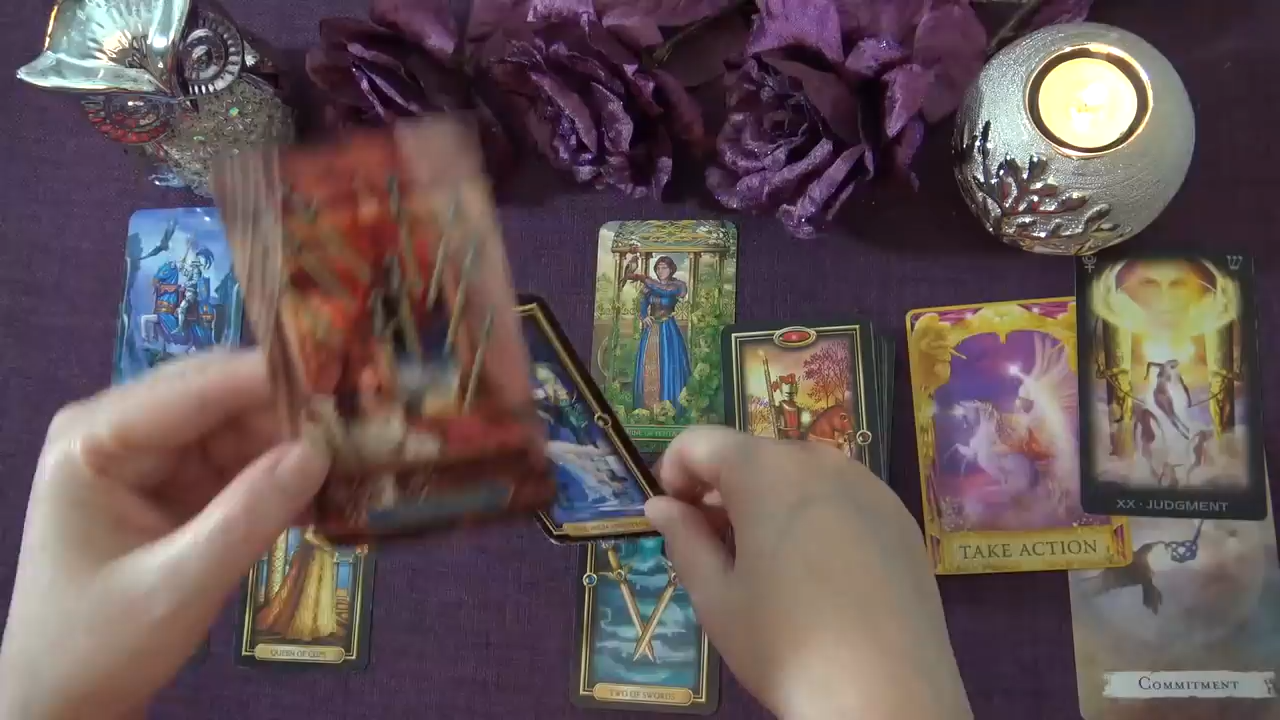 TAKE ACTION
XX · JUDGMENT
QUEEN OF CUPS
TWO OF SWORDS
COMMITMENT